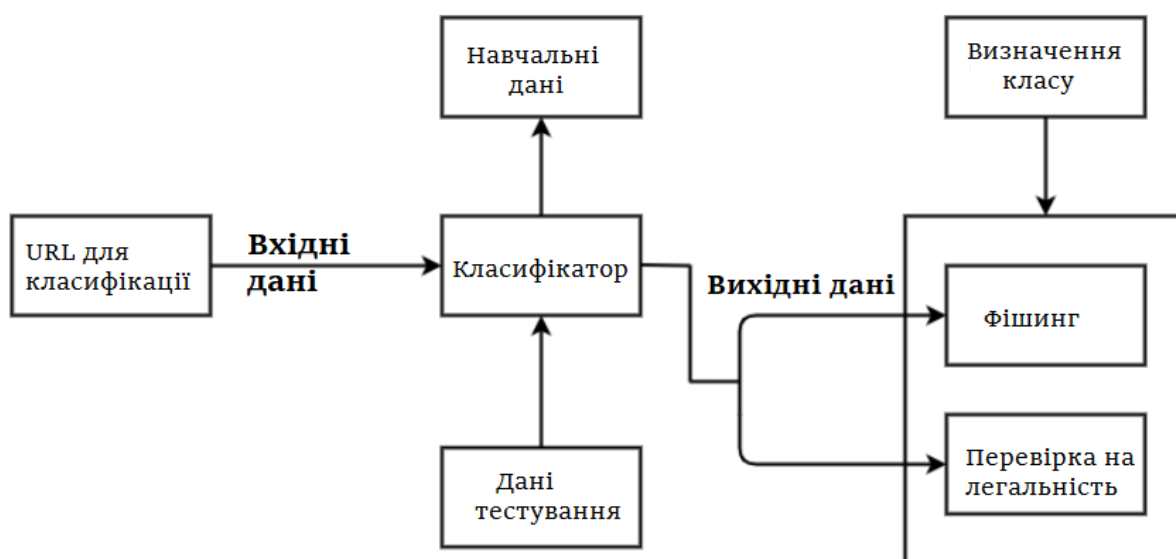 Навчальні
дані
Визначення
класу
URL для
класифікації
Вхідні
дані
Класифікатор
Вихідні дані
Фішинг
Перевірка на
легальність
Дані
тестування